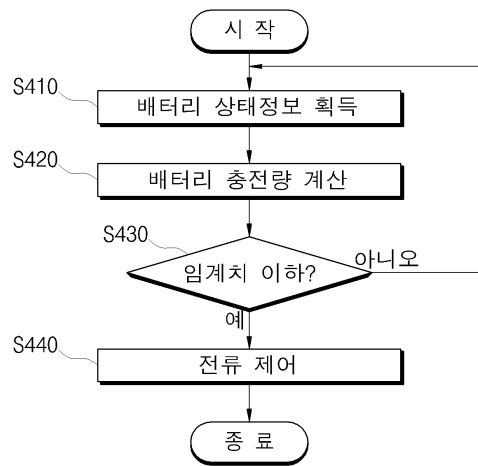 시 작
S410
배터리 상태정보 획득
S420
배터리 충전량 계산
S430
임계치 이하?
아니오
예
S440
전류 제어
종 료